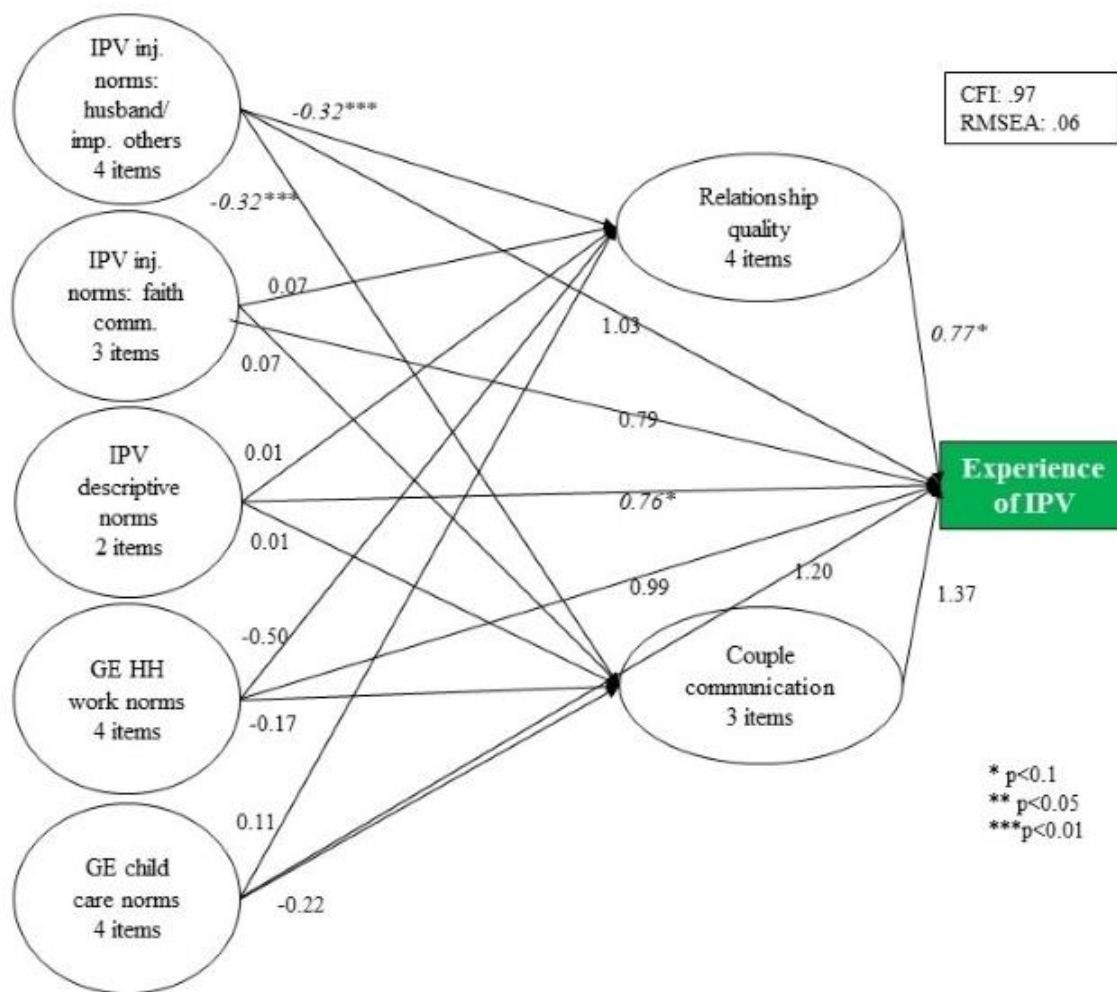 IPV inj.
norms:
husband/
imp. others
4 items
IPV inj.
norms: faith
comm.
3 items
IPV
descriptive
norms
2 items
GE HH
work norms
4 items
GE child
care norms
4 items
-0.32***
-0.32***
0.07
0.07
0.01
0.01
-0.50
-0.17
0.11
-0.22
Relationship
quality
4 items
Couple
communication
3 items
1.03
0.79
0.76*
0.99
1.20
0.77*
1.37
Experience
of IPV
CFI: .97
RMSEA: .06
* p<0.1
** p<0.05
***p<0.01